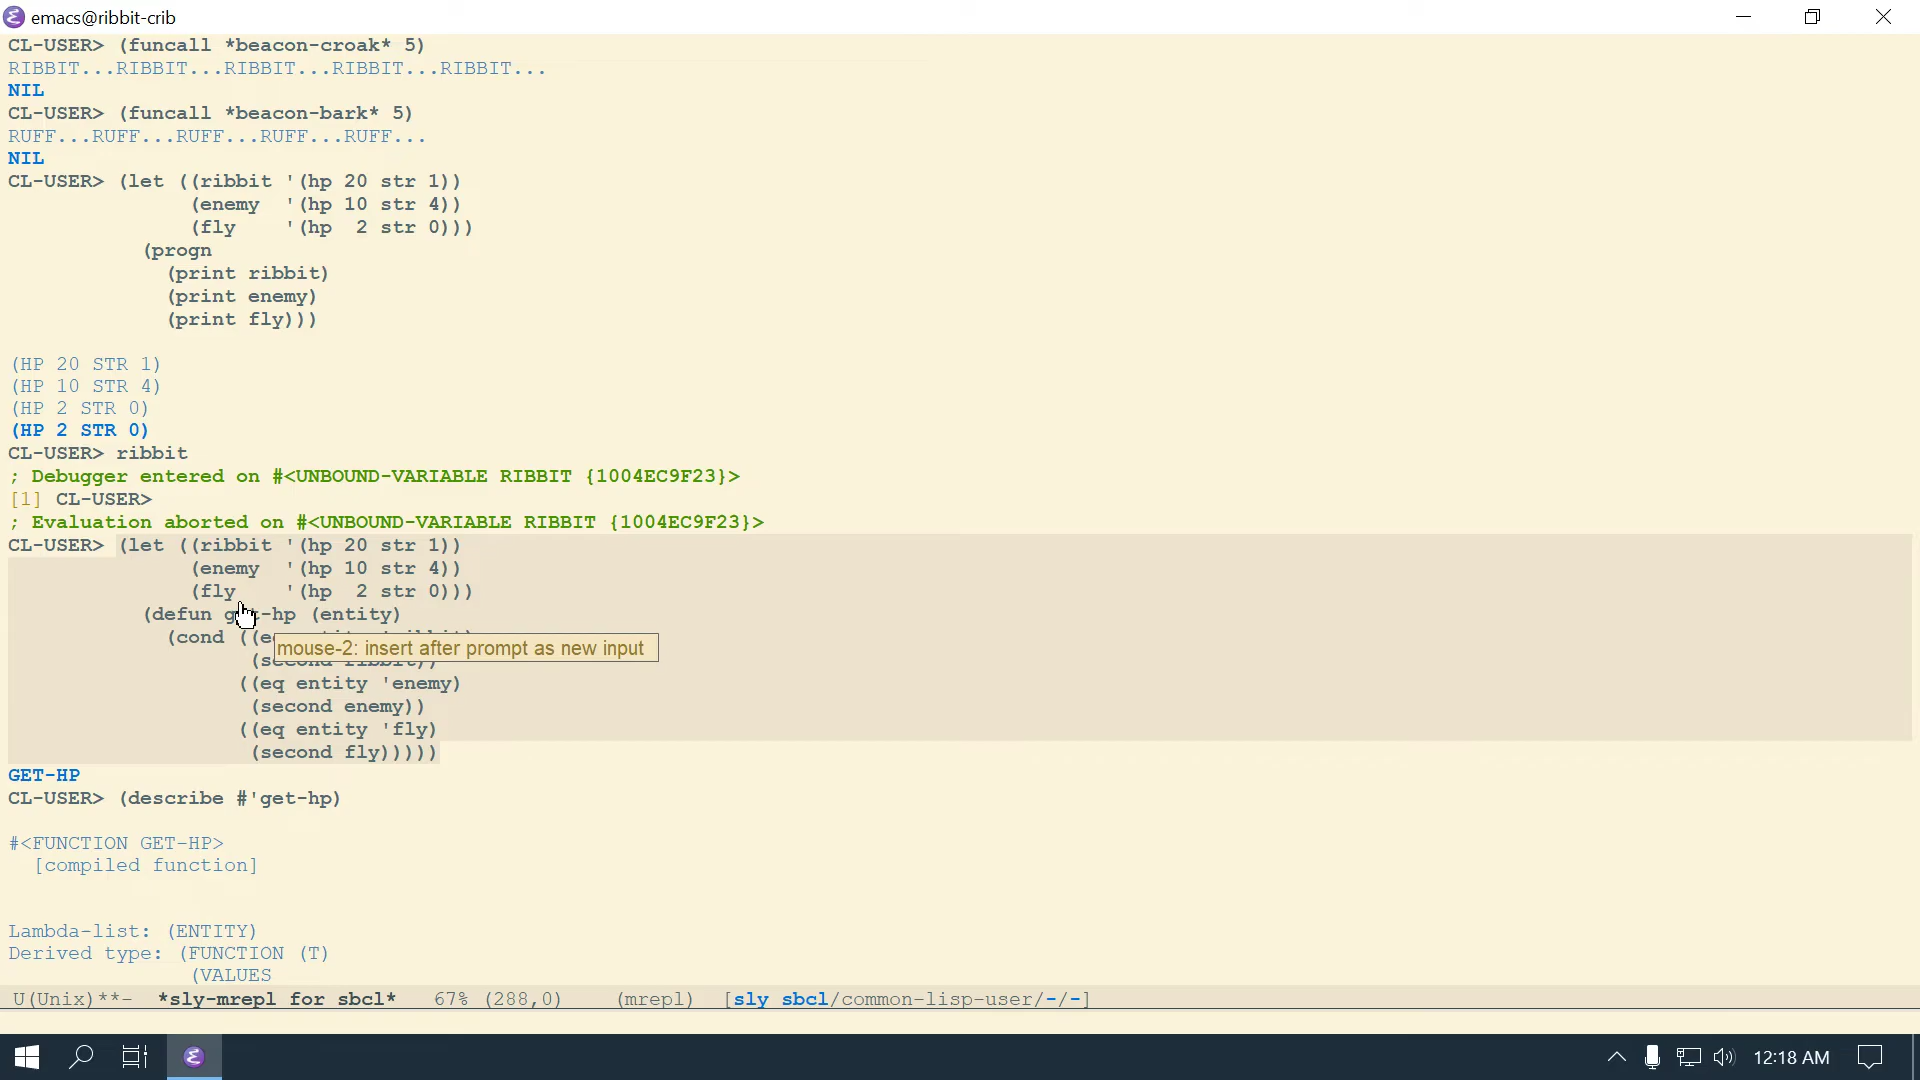 emacs@ribbit-crib
CL-USER> (funcall *beacon-croak* 5)
RIBBIT...RIBBIT...RIBBIT...RIBBIT...RIBBIT...
NIL
CL-USER> (funcall *beacon-bark* 5)
RUFF...RUFF...RUFF...RUFF...RUFF...
NIL
CL-USER> (let ((ribbit '(hp 20 str 1))
(enemy '(hp 10 str 4))
(fly '(hp 2 str 0)))
(progn
(print ribbit)
(print enemy)
(print fly)))
(HP 20 STR 1)
(HP 10 STR 4)
(HP 2 STR 0)
(HP 2 STR 0)
CL-USER> ribbit
; Debugger entered on #<UNBOUND-VARIABLE RIBBIT {1004EC9F23}>
[1] CL-USER>
; Evaluation aborted on #<UNBOUND-VARIABLE RIBBIT {1004EC9F23}>
CL-USER> (let ((ribbit '(hp 20 str 1))
(enemy '(hp 10 str 4))
(fly '(hp 2 str 0)))
(defun get-hp (entity)
(cond
mouse-2: insert after prompt as new input
((eq entity 'enemy)
(second enemy))
((eq entity 'fly)
(second fly)))))
GET-HP
CL-USER> (describe #'get-hp)
#<FUNCTION GET-HP>
[compiled function]
Lambda-list: (ENTITY)
Derived type: (FUNCTION (T)
(VALUES
U(Unix)**- *sly-mrepl for sbcl* 67% (288,0) (mrepl) [sly sbcl/common-lisp-user/-/-]
12:18 AM